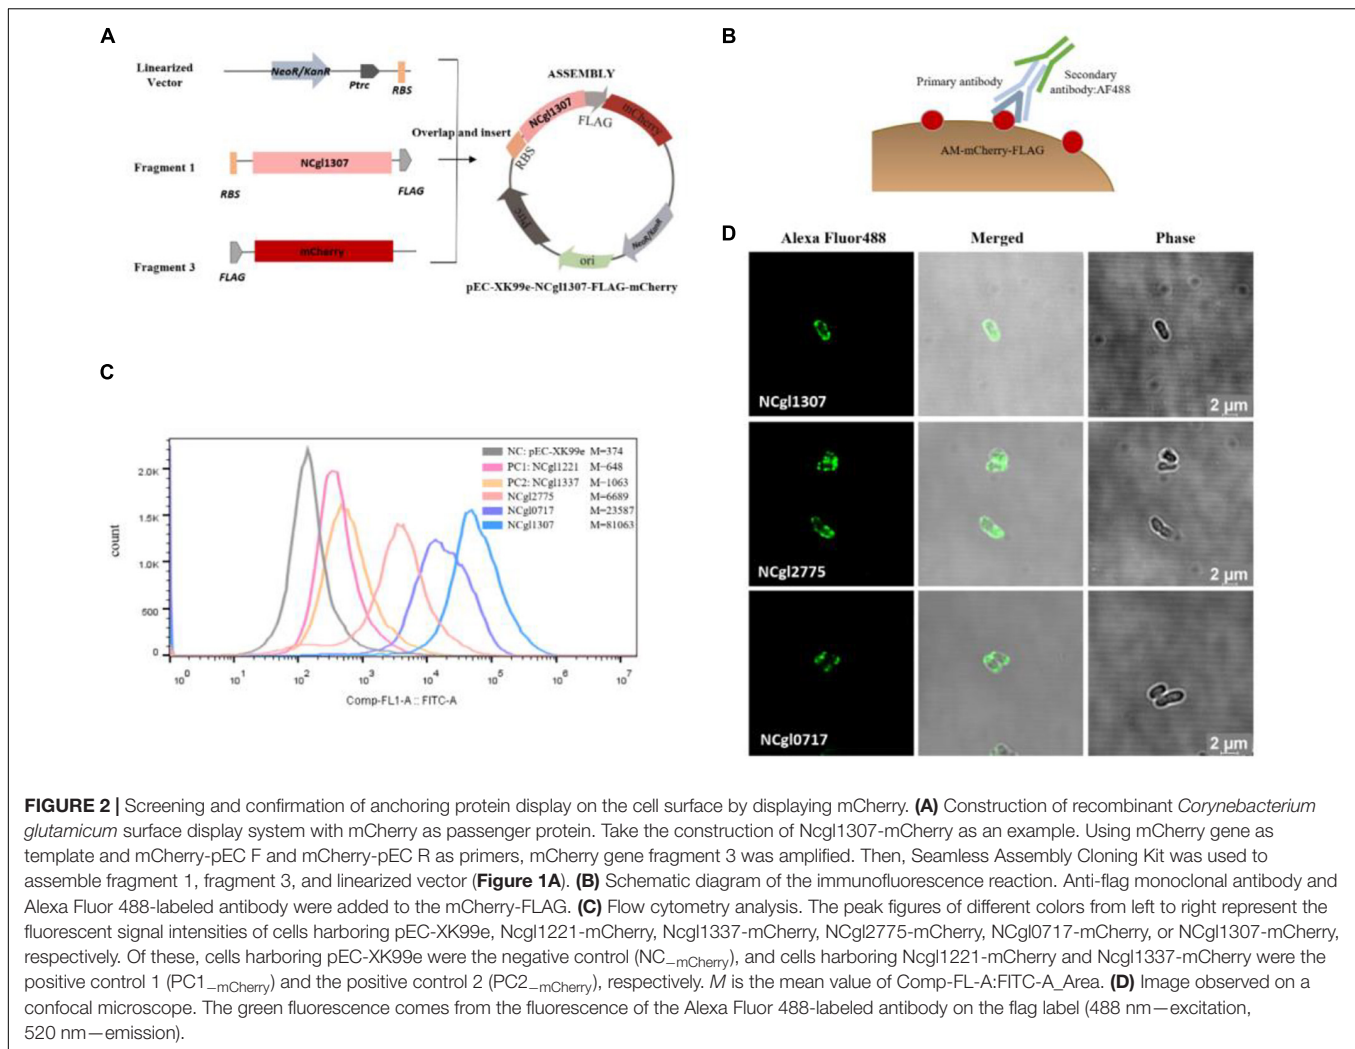 A
Linearized
Vector
NeoR/KanR
Ptrc
RBS
Fragment 1
RBS
NCgl1307
FLAG
Fragment 3
FLAG
mCherry
Overlap and insert
ASSEMBLY
NCgl1307
FLAG
mCherry
RBS
Ptrc
NeoR/KanR
ori
pEC-XK99e-NCgl1307-FLAG-mCherry
B
Primary antibody
Secondary
antibody:AF488
AM-mCherry-FLAG
C
count
2.0K
1.5K
1.0K
500
0
10^0
10^1
10^2
10^3
10^4
10^5
10^6
10^7
Comp-FL1-A :: FITC-A
NC: pEC-XK99e M=374
PC1: NCgl1221 M=648
PC2: NCgl1337 M=1063
NCgl2775 M=6689
NCgl0717 M=23587
NCgl1307 M=81063
D
Alexa Fluor488 Merged Phase
NCgl1307
2 µm
NCgl2775
2 µm
NCgl0717
2 µm
FIGURE 2 | Screening and confirmation of anchoring protein display on the cell surface by displaying mCherry. (A) Construction of recombinant Corynebacterium
glutamicum surface display system with mCherry as passenger protein. Take the construction of Ncgl1307-mCherry as an example. Using mCherry gene as
template and mCherry-pEC F and mCherry-pEC R as primers, mCherry gene fragment 3 was amplified. Then, Seamless Assembly Cloning Kit was used to
assemble fragment 1, fragment 3, and linearized vector (Figure 1A). (B) Schematic diagram of the immunofluorescence reaction. Anti-flag monoclonal antibody and
Alexa Fluor 488-labeled antibody were added to the mCherry-FLAG. (C) Flow cytometry analysis. The peak figures of different colors from left to right represent the
fluorescent signal intensities of cells harboring pEC-XK99e, Ncgl1221-mCherry, Ncgl1337-mCherry, NCgl2775-mCherry, NCgl0717-mCherry, or NCgl1307-mCherry,
respectively. Of these, cells harboring pEC-XK99e were the negative control (NC_–mCherry), and cells harboring Ncgl1221-mCherry and Ncgl1337-mCherry were the
positive control 1 (PC1_–mCherry) and the positive control 2 (PC2_–mCherry), respectively. M is the mean value of Comp-FL-A:FITC-A_Area. (D) Image observed on a
confocal microscope. The green fluorescence comes from the fluorescence of the Alexa Fluor 488-labeled antibody on the flag label (488 nm—excitation,
520 nm—emission).